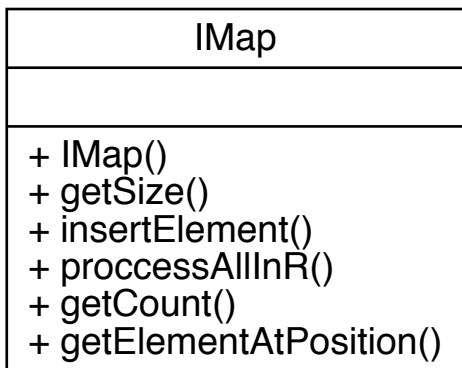 IMap
+ IMap()
+ getSize()
+ insertElement()
+ proccessAllInR()
+ getCount()
+ getElementAtPosition()